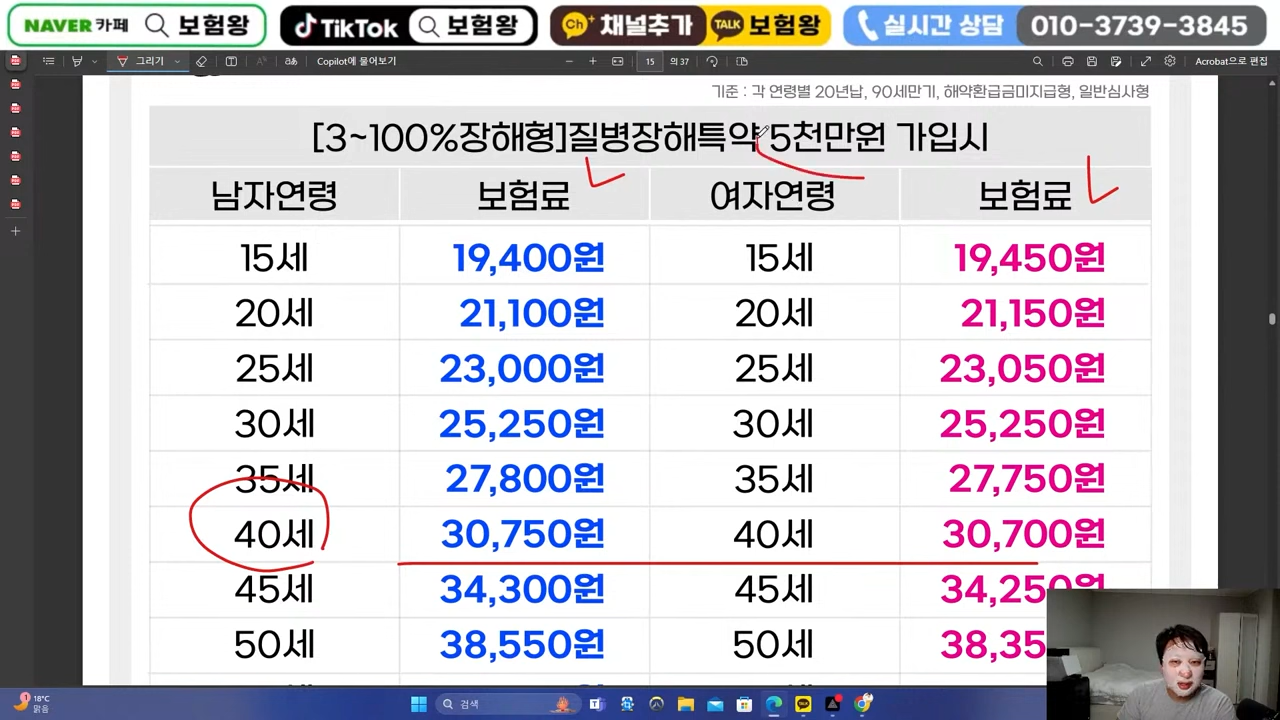 NAVER 카페 보험왕 TikTok 보험왕 Ch+ 채널추가 TALK 보험왕 실시간 상담 010-3739-3845
그리기 Copilot에 물어보기 15 의 37 Acrobat으로 편집
기준 : 각 연령별 20년납, 90세만기, 해약환급금미지급형, 일반심사형
[3~100%장해형]질병장해특약 5천만원 가입시
남자연령 보험료 여자연령 보험료
15세 19,400원 15세 19,450원
20세 21,100원 20세 21,150원
25세 23,000원 25세 23,050원
30세 25,250원 30세 25,250원
35세 27,800원 35세 27,750원
40세 30,750원 40세 30,700원
45세 34,300원 45세 34,25
50세 38,550원 50세 38,35
18°C
맑음
검색